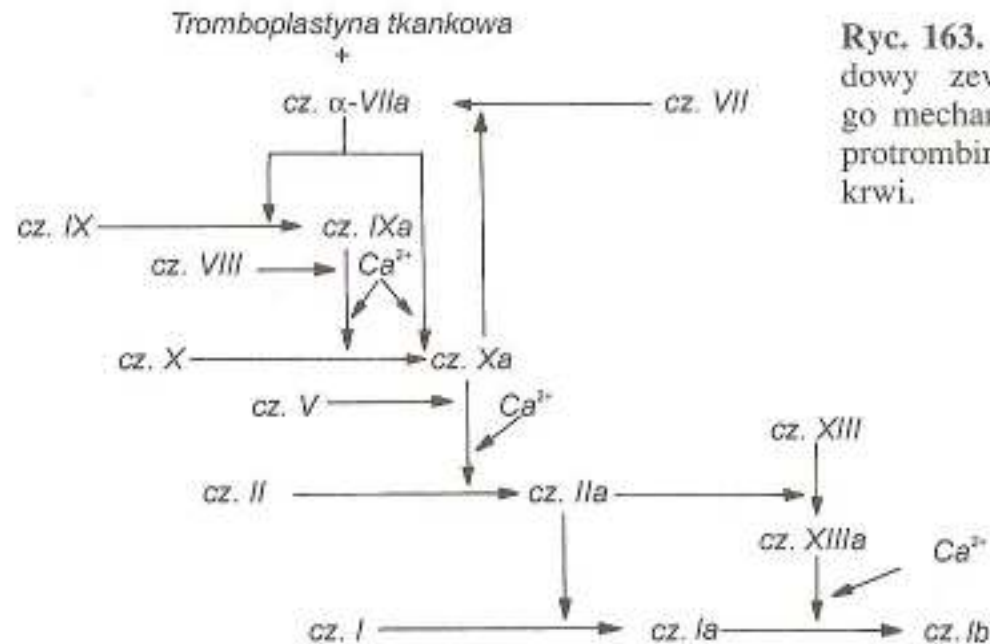 Tromboplastyna tkankowa
+
cz. α-VIIa
cz. VII
cz. IX
cz. IXa
cz. VIII
Ca²⁺
cz. X
cz. Xa
cz. V
Ca²⁺
cz. XIII
cz. II
cz. IIa
cz. XIIIa
Ca²⁺
cz. I
cz. Ia
cz. Ib
Ryc. 163.
dowy zew
go mechar
protrombir
krwi.